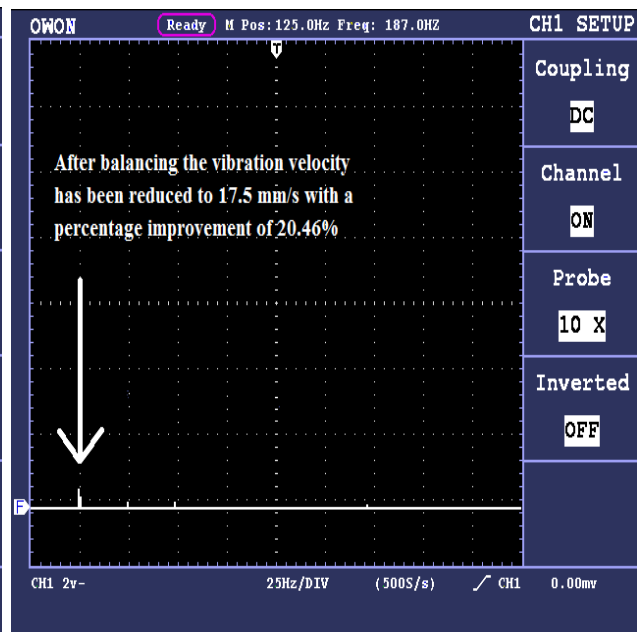 OWON Ready M Pos:125.0Hz Freq: 187.0HZ CH1 SETUP
T
Coupling
DC
After balancing the vibration velocity
has been reduced to 17.5 mm/s with a
percentage improvement of 20.46%
Channel
ON
Probe
10 X
Inverted
OFF
F
CH1 2v~ 25Hz/DIV (500S/s) CH1 0.00mv